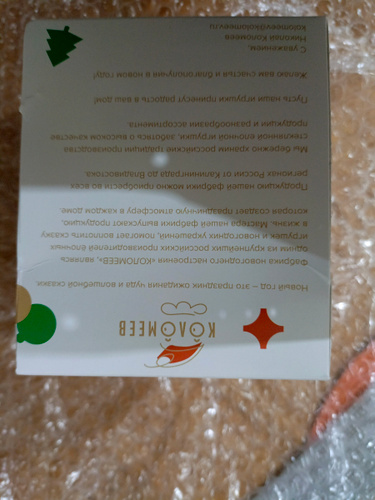 КОЛОМЕЕВ
Новый год- это праздник ожидания чуда и волшебной сказки.
Фабрика новогоднего настроения «КОЛОМЕЕВ», являясь
одним из крупнейших российских производителей елочных
игрушек и новогодних украшений, помогает воплотить сказку
в жизнь. Мастера нашей фабрики выпускают продукцию,
которая создает праздничную атмосферу в каждом доме.
Продукцию нашей фабрики можно приобрести во всех
регионах России от Калининграда до Владивостока.
Мы бережно храним российские традиции производства
стеклянной елочной игрушки, заботясь о высоком качестве
продукции и разнообразии ассортимента.
Пусть наши игрушки принесут радость в ваш дом!
Желаю вам счастья и благополучия в новом году!
С уважением,
Николай Коломеев
kolomeev@kolomeev.ru